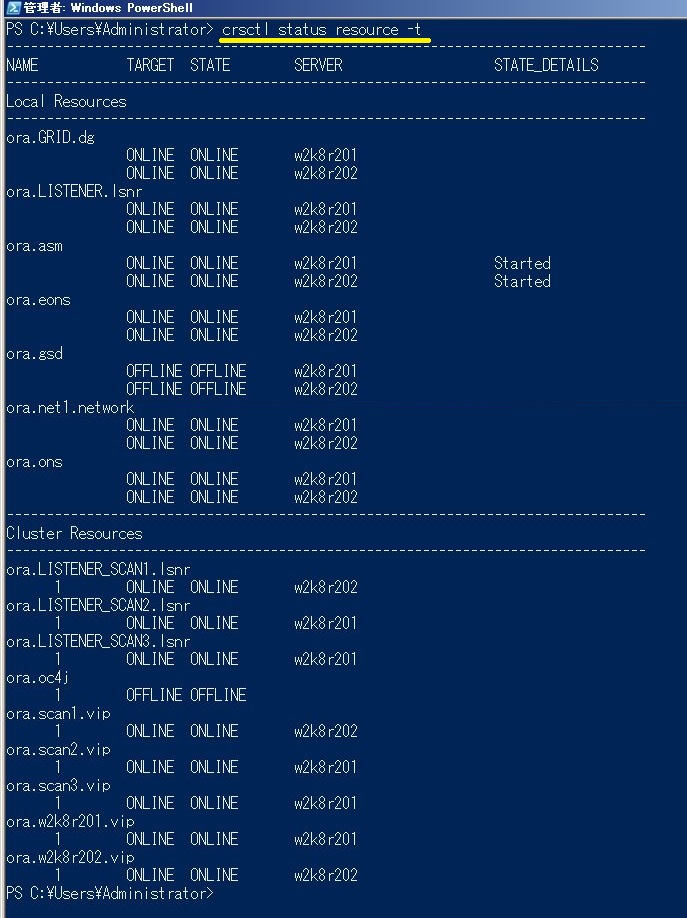 管理者: Windows PowerShell
PS C:¥Users¥Administrator> crsctl status resource -t
--------------------------------------------------------------------------------
NAME           TARGET  STATE        SERVER                   STATE_DETAILS
--------------------------------------------------------------------------------
Local Resources
--------------------------------------------------------------------------------
ora.GRID.dg
               ONLINE  ONLINE       w2k8r201
               ONLINE  ONLINE       w2k8r202
ora.LISTENER.lsnr
               ONLINE  ONLINE       w2k8r201
               ONLINE  ONLINE       w2k8r202
ora.asm
               ONLINE  ONLINE       w2k8r201                 Started
               ONLINE  ONLINE       w2k8r202                 Started
ora.eons
               ONLINE  ONLINE       w2k8r201
               ONLINE  ONLINE       w2k8r202
ora.gsd
               OFFLINE OFFLINE      w2k8r201
               OFFLINE OFFLINE      w2k8r202
ora.net1.network
               ONLINE  ONLINE       w2k8r201
               ONLINE  ONLINE       w2k8r202
ora.ons
               ONLINE  ONLINE       w2k8r201
               ONLINE  ONLINE       w2k8r202
--------------------------------------------------------------------------------
Cluster Resources
--------------------------------------------------------------------------------
ora.LISTENER_SCAN1.lsnr
      1        ONLINE  ONLINE       w2k8r202
ora.LISTENER_SCAN2.lsnr
      1        ONLINE  ONLINE       w2k8r201
ora.LISTENER_SCAN3.lsnr
      1        ONLINE  ONLINE       w2k8r201
ora.oc4j
      1        OFFLINE OFFLINE
ora.scan1.vip
      1        ONLINE  ONLINE       w2k8r202
ora.scan2.vip
      1        ONLINE  ONLINE       w2k8r201
ora.scan3.vip
      1        ONLINE  ONLINE       w2k8r201
ora.w2k8r201.vip
      1        ONLINE  ONLINE       w2k8r201
ora.w2k8r202.vip
      1        ONLINE  ONLINE       w2k8r202
PS C:¥Users¥Administrator>